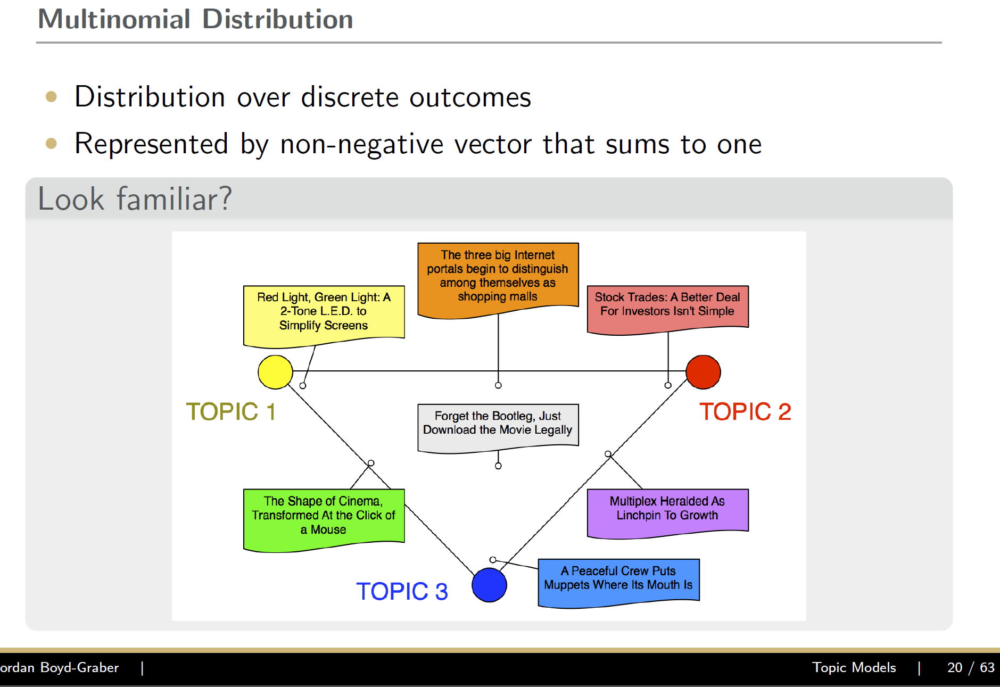 Multinomial Distribution
Distribution over discrete outcomes
Represented by non-negative vector that sums to one
Look familiar?
The three big Internet
portals begin to distinguish
among themselves as
shopping malls
Red Light, Green Light: A
2-Tone L.E.D. to
Simplify Screens
Stock Trades: A Better Deal
For Investors Isn't Simple
TOPIC 1
TOPIC 2
Forget the Bootleg, Just
Download the Movie Legally
The Shape of Cinema,
Transformed At the Click of
a Mouse
Multiplex Heralded As
Linchpin To Growth
TOPIC 3
A Peaceful Crew Puts
Muppets Where Its Mouth Is
ordan Boyd-Graber | Topic Models | 20 / 63